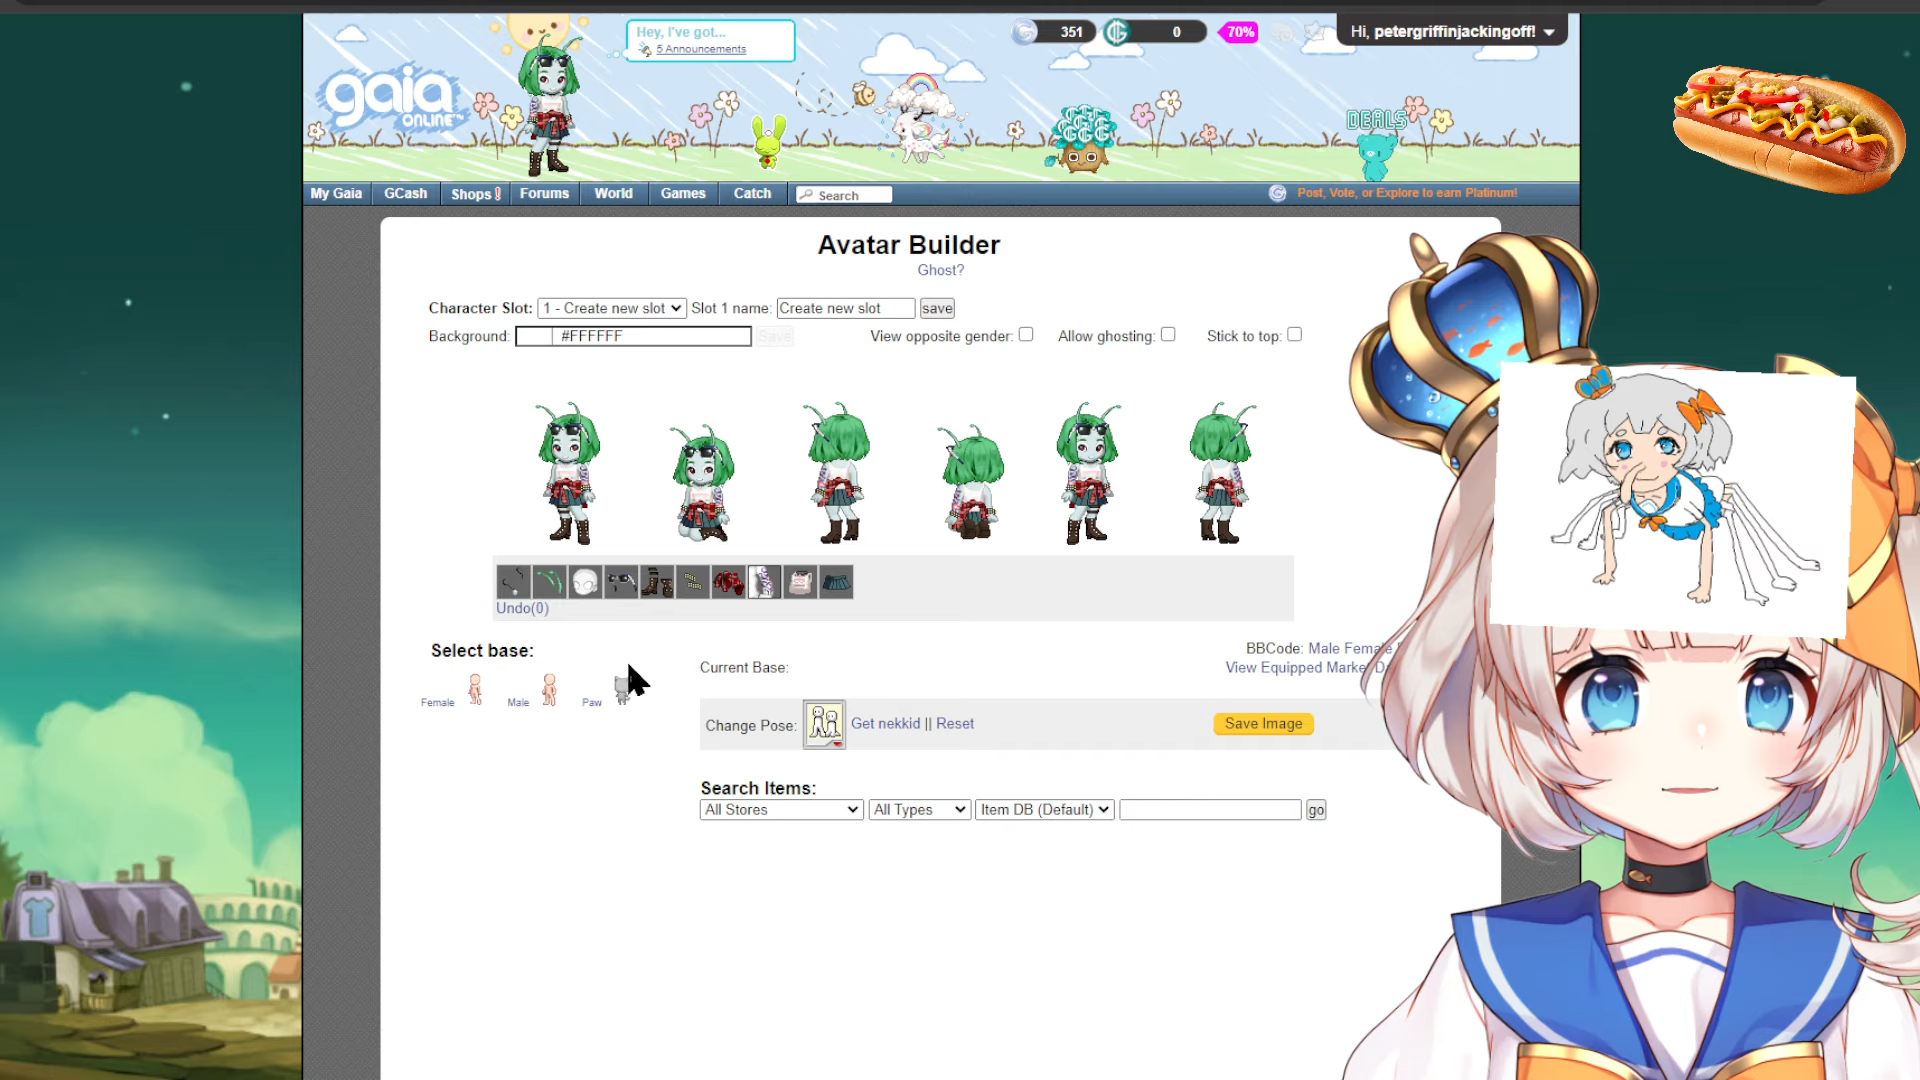 Hey, I've got...
5 Announcements
351
0
70%
Hi, petergriffinjackingoff!
gaia
ONLINE
DEALS
My Gaia
GCash
Shops!
Forums
World
Games
Catch
Search
Post, Vote, or Explore to earn Platinum!
Avatar Builder
Ghost?
Character Slot: 1 - Create new slot Slot 1 name: Create new slot save
Background: #FFFFFF Save View opposite gender: Allow ghosting: Stick to top:
Undo(0)
Select base:
Female Male Paw
BBCode: Male Female
View Equipped Market
Current Base:
Change Pose: Get nekkid || Reset Save Image
Search Items:
All Stores All Types Item DB (Default) go